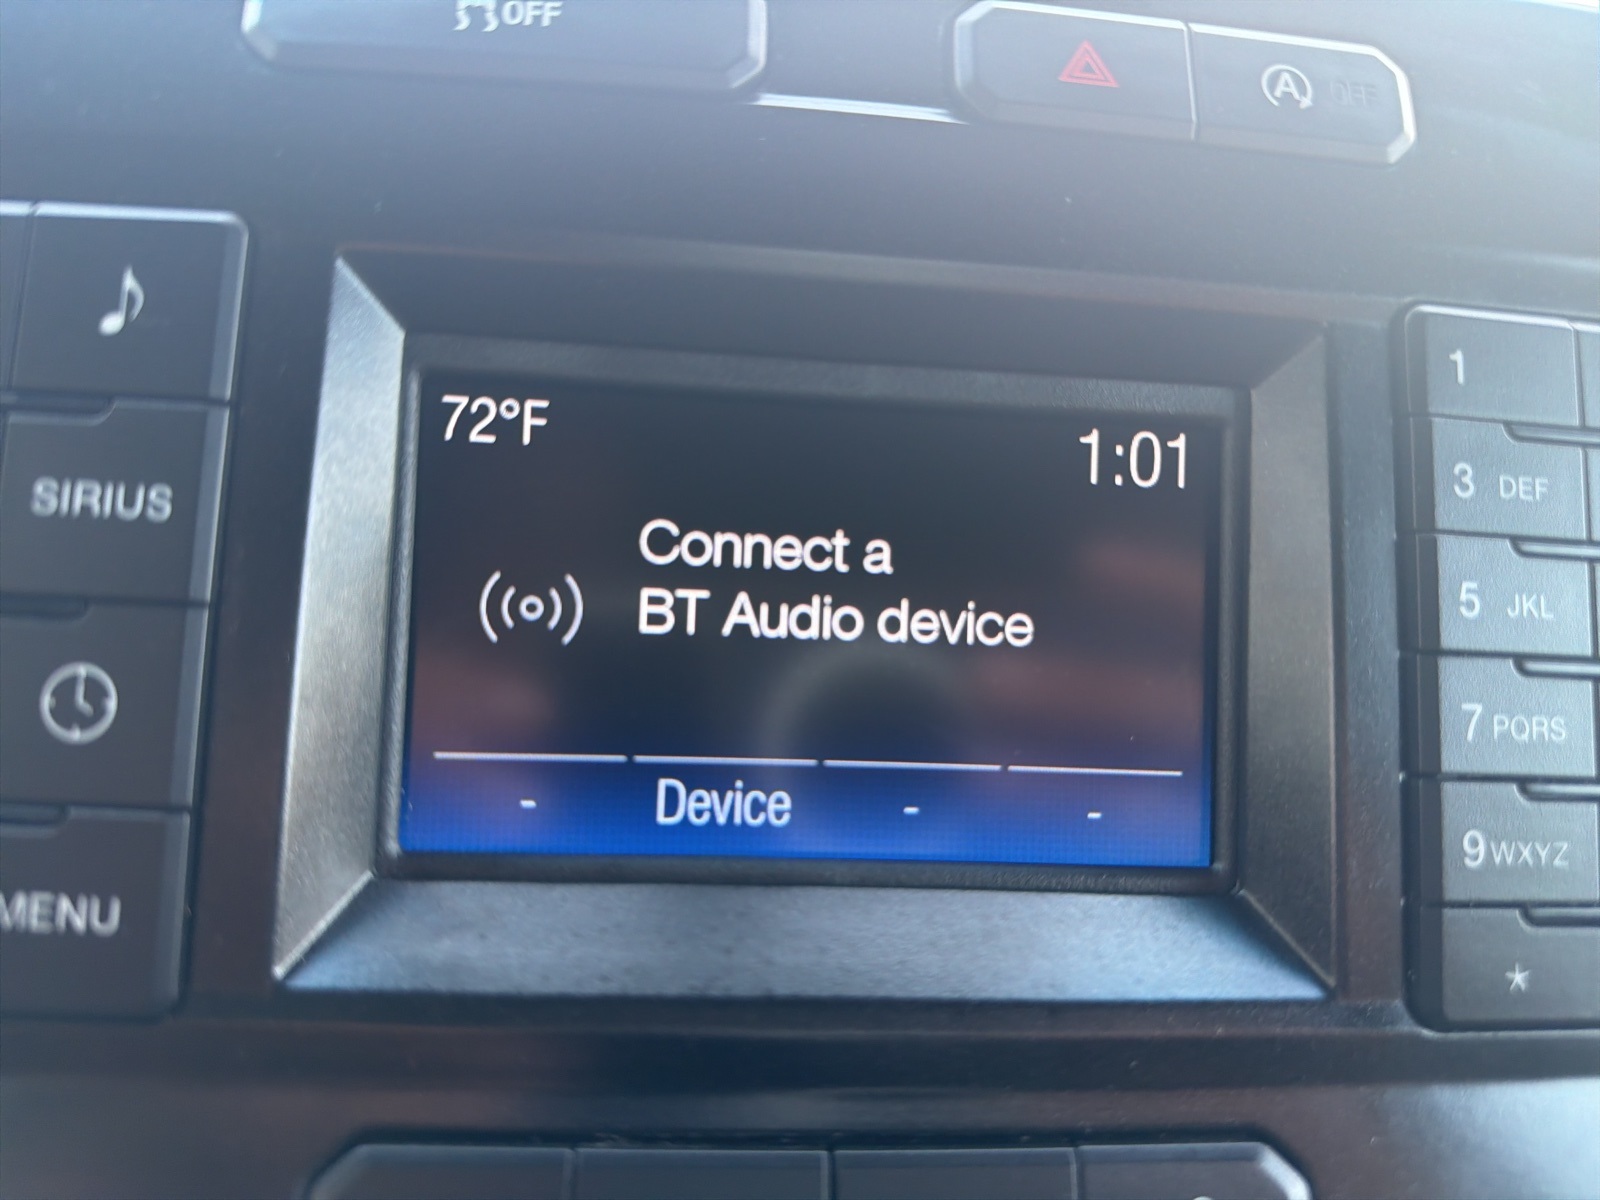 OFF
A OFF
SIRIUS
MENU
72°F
1:01
Connect a
BT Audio device
- Device - -
1
3 DEF
5 JKL
7 PQRS
9 WXYZ
*